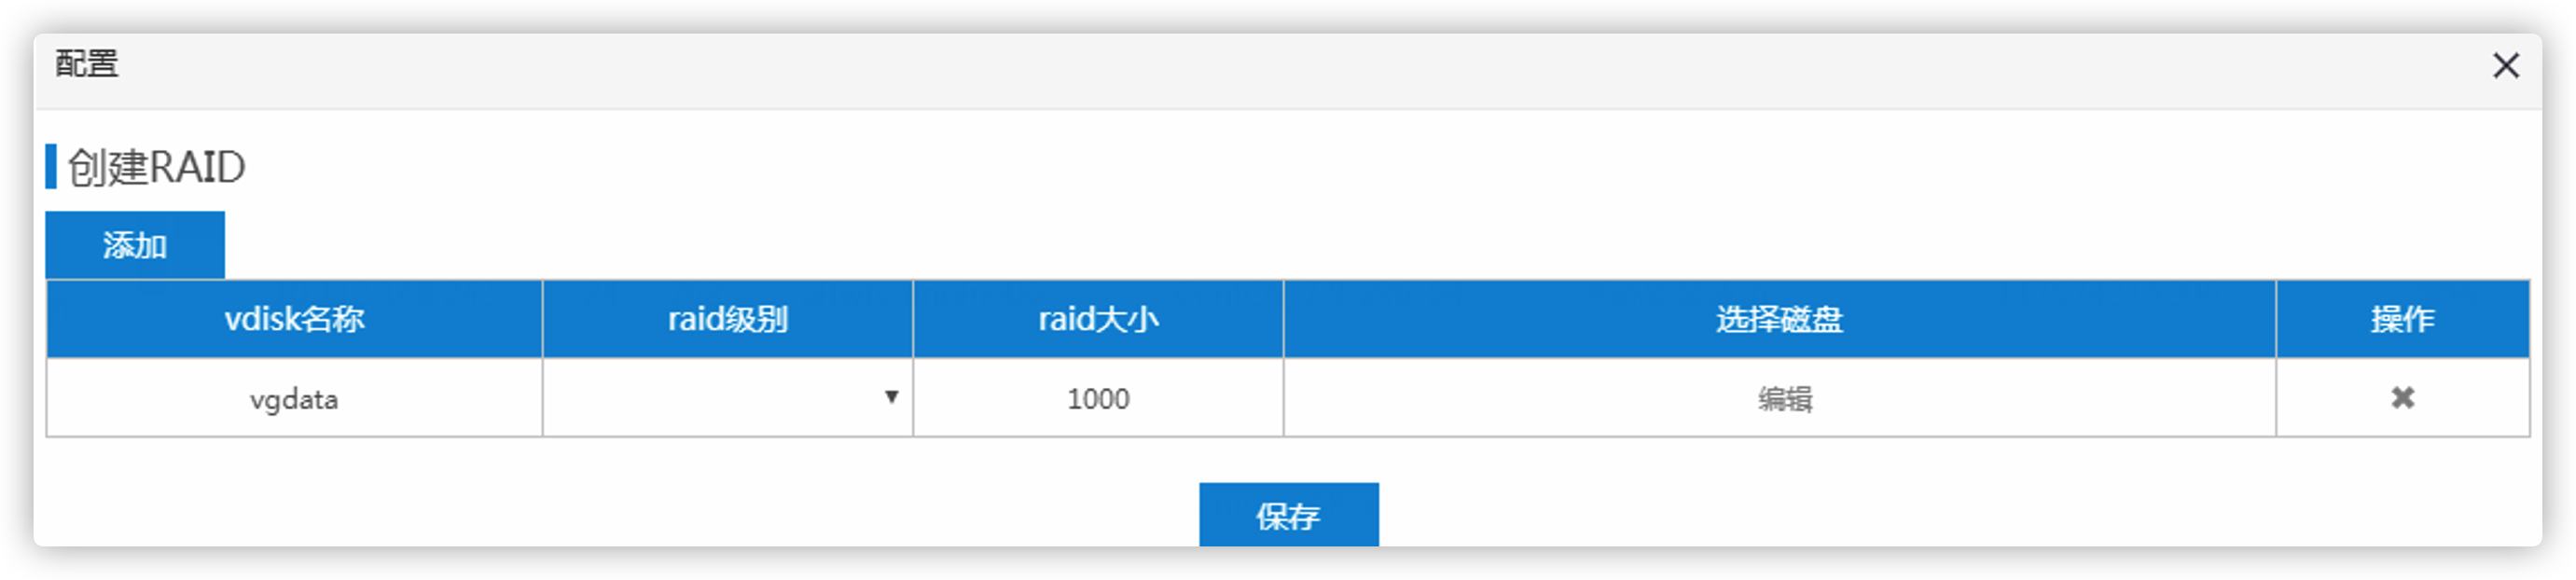 配置
创建RAID
添加
vdisk名称 raid级别 raid大小 选择磁盘 操作
vgdata 1000 编辑
保存